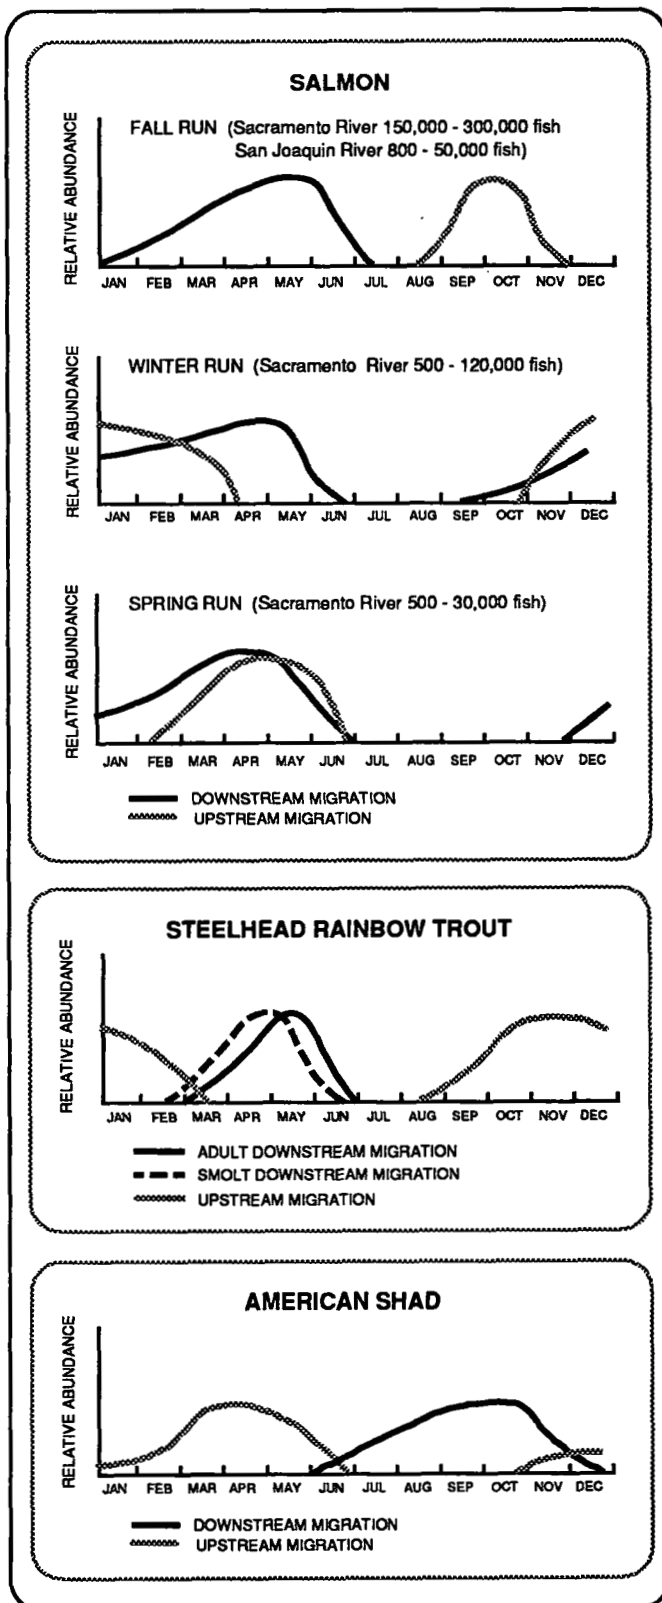 SALMON
RELATIVE ABUNDANCE
FALL RUN (Sacramento River 150,000 - 300,000 fish
San Joaquin River 800 - 50,000 fish)
JAN FEB MAR APR MAY JUN JUL AUG SEP OCT NOV DEC
RELATIVE ABUNDANCE
WINTER RUN (Sacramento River 500 - 120,000 fish)
JAN FEB MAR APR MAY JUN JUL AUG SEP OCT NOV DEC
RELATIVE ABUNDANCE
SPRING RUN (Sacramento River 500 - 30,000 fish)
JAN FEB MAR APR MAY JUN JUL AUG SEP OCT NOV DEC
DOWNSTREAM MIGRATION
UPSTREAM MIGRATION
STEELHEAD RAINBOW TROUT
RELATIVE ABUNDANCE
JAN FEB MAR APR MAY JUN JUL AUG SEP OCT NOV DEC
ADULT DOWNSTREAM MIGRATION
SMOLT DOWNSTREAM MIGRATION
UPSTREAM MIGRATION
AMERICAN SHAD
RELATIVE ABUNDANCE
JAN FEB MAR APR MAY JUN JUL AUG SEP OCT NOV DEC
DOWNSTREAM MIGRATION
UPSTREAM MIGRATION